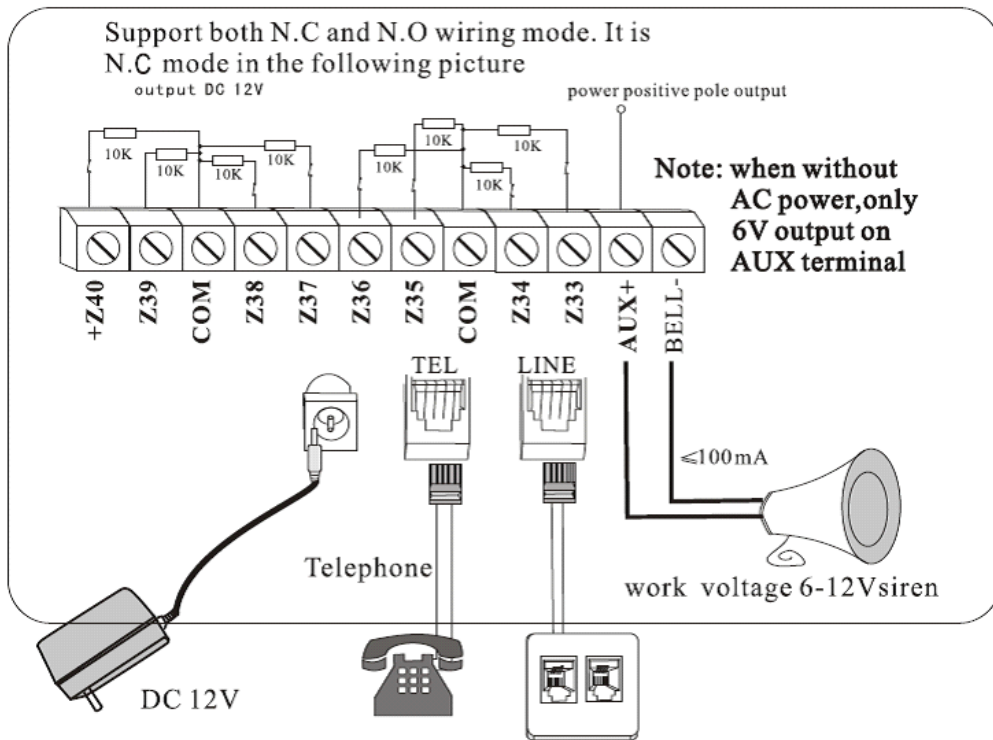 Support both N.C and N.O wiring mode. It is
N.C mode in the following picture
output DC 12V
power positive pole output
10K
10K
10K
10K
10K
10K
10K
10K
Note: when without
AC power,only
6V output on
AUX terminal
+Z40
Z39
COM
Z38
Z37
Z36
Z35
COM
Z34
Z33
AUX+
BELL-
TEL
LINE
≤100mA
Telephone
work voltage 6-12Vsiren
DC 12V